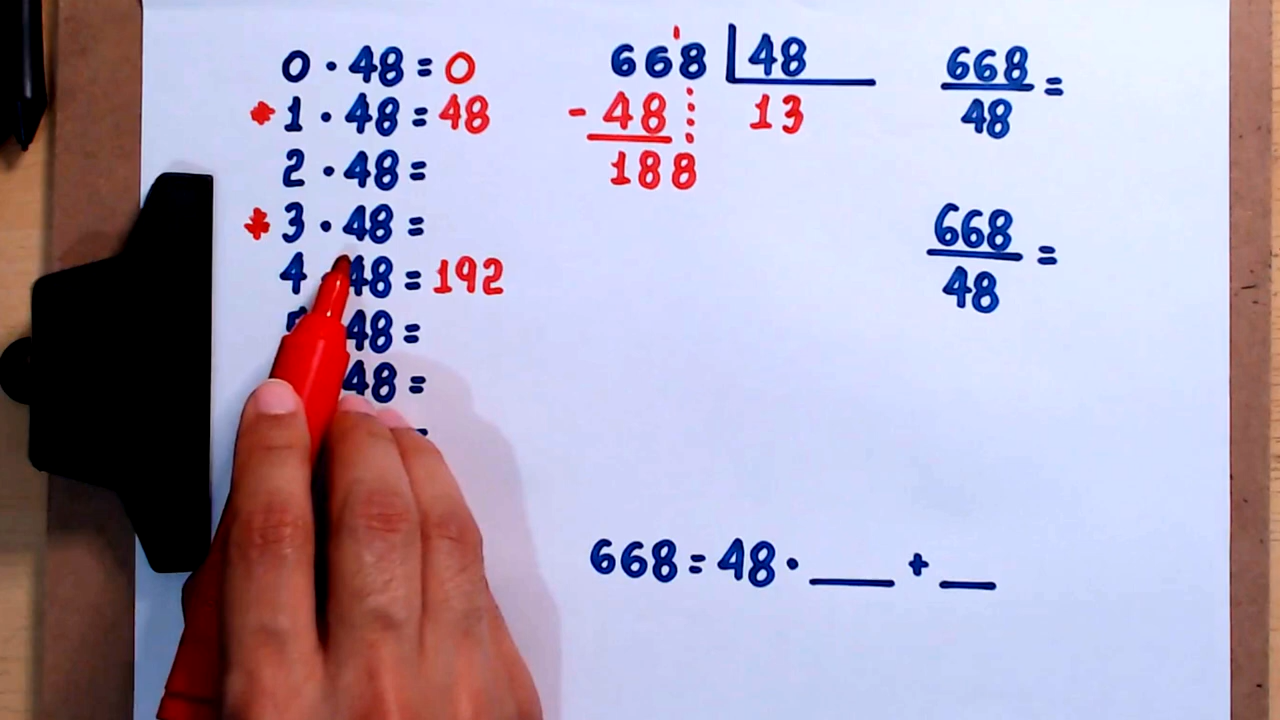 0 · 48 = 0
* 1 · 48 = 48
2 · 48 =
* 3 · 48 =
4 · 48 = 192
· 48 =
48 =
=
668 |48
- 48 13
188
668
48 =
668
48 =
668 = 48 · ___ + __